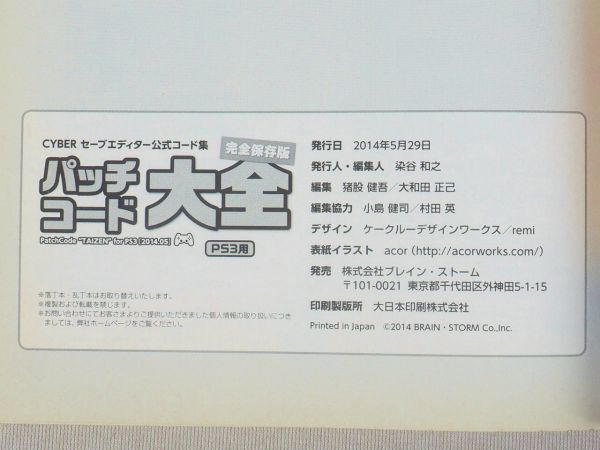 CYBER セーブエディター公式コード集
完全保存版
パッチ
コード
大全
PatchCode "TAIZEN" for PS3 [2014.05]
PS3用
※落丁本・乱丁本はお取り替えいたします。
※複製および転載を禁じます。
※お問い合わせにてお客さまよりご提供いただきました個人情報の取り扱いにつき
ましては、弊社ホームページをご覧ください。
発行日 2014年5月29日
発行人・編集人 染谷 和之
編集 猪股 健吾／大和田 正己
編集協力 小島 健司／村田 英
デザイン ケークルーデザインワークス／remi
表紙イラスト acor（http://acorworks.com/）
発売 株式会社ブレイン・ストーム
〒101-0021 東京都千代田区外神田5-1-15
印刷製版所 大日本印刷株式会社
Printed in Japan ©2014 BRAIN・STORM Co.,Inc.